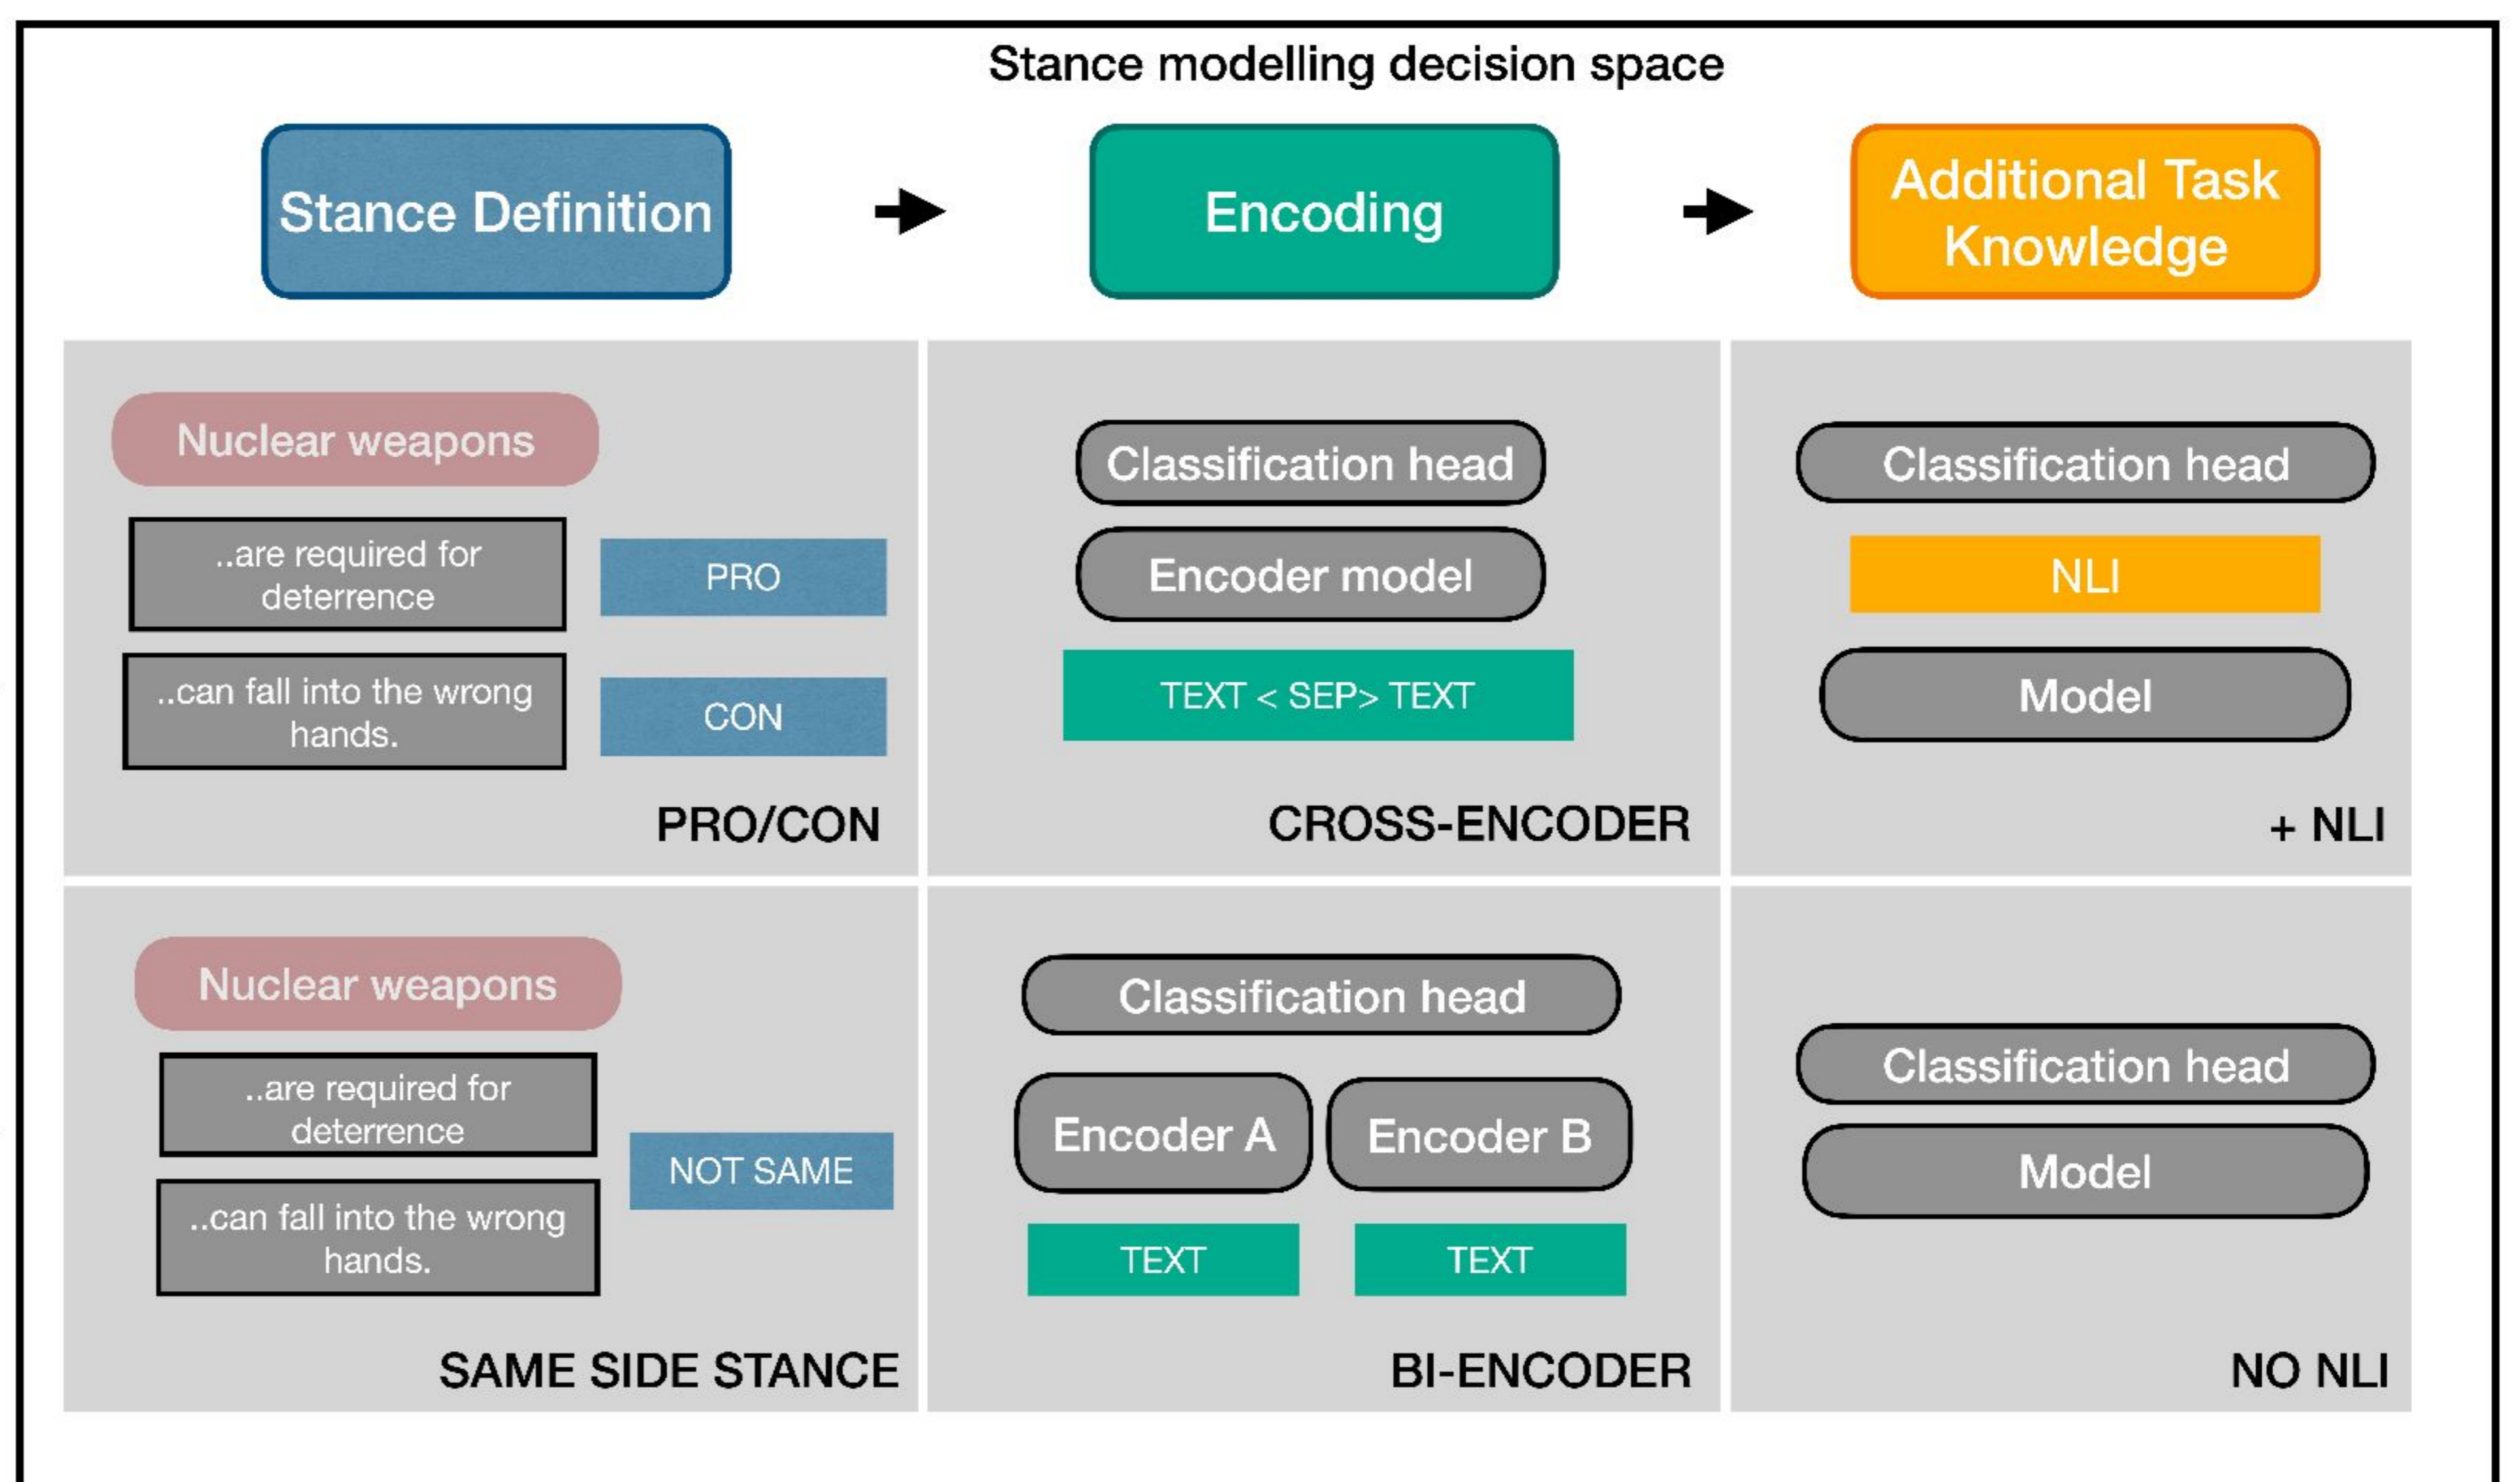 Stance modelling decision space
Stance Definition
Encoding
Additional Task
Knowledge
Nuclear weapons
..are required for
deterrence
PRO
..can fall into the wrong
hands.
CON
PRO/CON
Classification head
Encoder model
TEXT < SEP> TEXT
CROSS-ENCODER
Classification head
NLI
Model
+ NLI
Nuclear weapons
..are required for
deterrence
NOT SAME
..can fall into the wrong
hands.
SAME SIDE STANCE
Classification head
Encoder A
Encoder B
TEXT
TEXT
BI-ENCODER
Classification head
Model
NO NLI